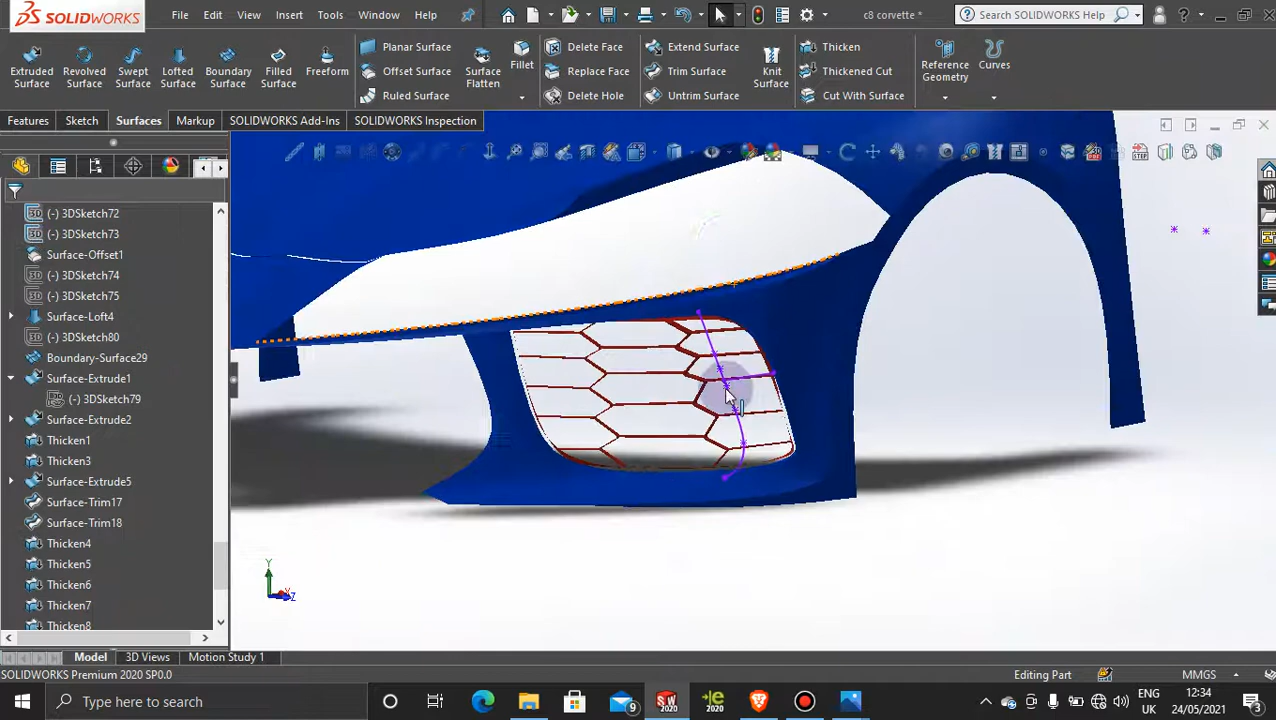 SOLIDWORKS File Edit View Insert Tools Window Help c8 corvette Search SOLIDWORKS Help
Extruded Surface
Revolved Surface
Swept Surface
Lofted Surface
Boundary Surface
Filled Surface
Freeform
Planar Surface
Offset Surface
Ruled Surface
Surface Flatten
Fillet
Delete Face
Replace Face
Delete Hole
Extend Surface
Trim Surface
Untrim Surface
Knit Surface
Thicken
Thickened Cut
Cut With Surface
Reference Geometry
Curves
Features Sketch Surfaces Markup SOLIDWORKS Add-Ins SOLIDWORKS Inspection
(-) 3DSketch72
(-) 3DSketch73
Surface-Offset1
(-) 3DSketch74
(-) 3DSketch75
Surface-Loft4
(-) 3DSketch80
Boundary-Surface29
Surface-Extrude1
(-) 3DSketch79
Surface-Extrude2
Thicken1
Thicken3
Surface-Extrude5
Surface-Trim17
Surface-Trim18
Thicken4
Thicken5
Thicken6
Thicken7
Thicken8
Y
Z
Model 3D Views Motion Study 1
SOLIDWORKS Premium 2020 SP0.0 Editing Part MMGS
Type here to search
9
SW 2020
e 2020
ENG
UK
12:34
24/05/2021
3